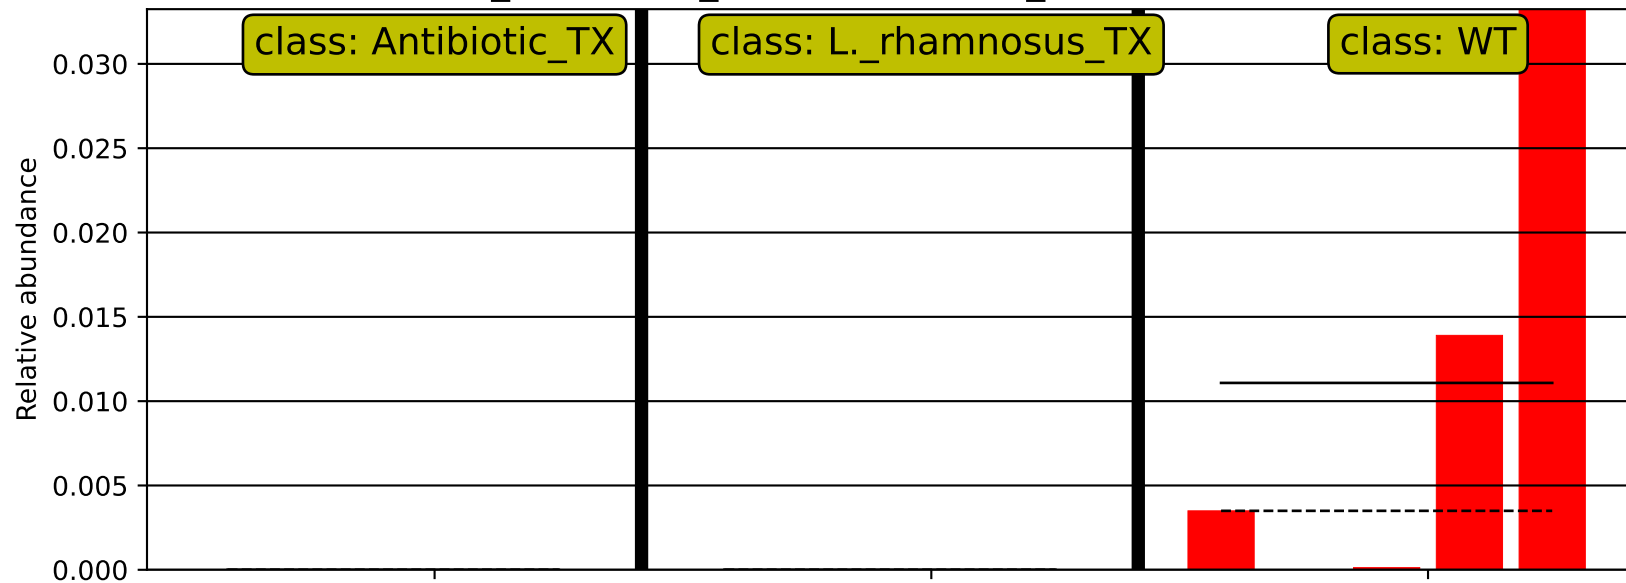 class: Antibiotic_TX
class: L._rhamnosus_TX
class: WT
0.030
0.025
0.020
0.015
0.010
0.005
0.000
Relative abundance